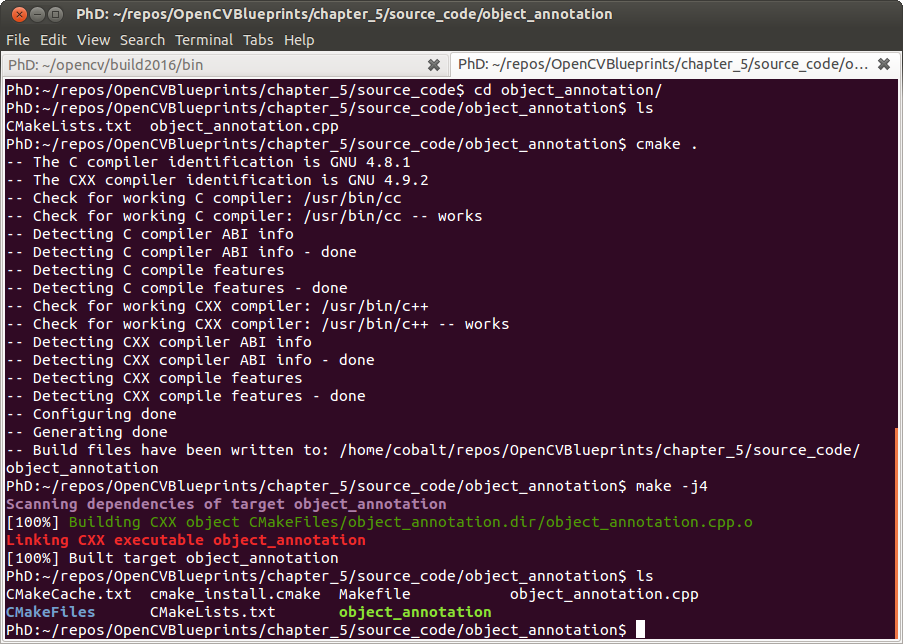 PhD: ~/repos/OpenCVBlueprints/chapter_5/source_code/object_annotation
File Edit View Search Terminal Tabs Help
PhD: ~/opencv/build2016/bin
PhD: ~/repos/OpenCVBlueprints/chapter_5/source_code/o...
PhD:~/repos/OpenCVBlueprints/chapter_5/source_code$ cd object_annotation/
PhD:~/repos/OpenCVBlueprints/chapter_5/source_code/object_annotation$ ls
CMakeLists.txt  object_annotation.cpp
PhD:~/repos/OpenCVBlueprints/chapter_5/source_code/object_annotation$ cmake .
-- The C compiler identification is GNU 4.8.1
-- The CXX compiler identification is GNU 4.9.2
-- Check for working C compiler: /usr/bin/cc
-- Check for working C compiler: /usr/bin/cc -- works
-- Detecting C compiler ABI info
-- Detecting C compiler ABI info - done
-- Detecting C compile features
-- Detecting C compile features - done
-- Check for working CXX compiler: /usr/bin/c++
-- Check for working CXX compiler: /usr/bin/c++ -- works
-- Detecting CXX compiler ABI info
-- Detecting CXX compiler ABI info - done
-- Detecting CXX compile features
-- Detecting CXX compile features - done
-- Configuring done
-- Generating done
-- Build files have been written to: /home/cobalt/repos/OpenCVBlueprints/chapter_5/source_code/
object_annotation
PhD:~/repos/OpenCVBlueprints/chapter_5/source_code/object_annotation$ make -j4
Scanning dependencies of target object_annotation
[100%] Building CXX object CMakeFiles/object_annotation.dir/object_annotation.cpp.o
Linking CXX executable object_annotation
[100%] Built target object_annotation
PhD:~/repos/OpenCVBlueprints/chapter_5/source_code/object_annotation$ ls
CMakeCache.txt  cmake_install.cmake  Makefile           object_annotation.cpp
CMakeFiles      CMakeLists.txt       object_annotation
PhD:~/repos/OpenCVBlueprints/chapter_5/source_code/object_annotation$